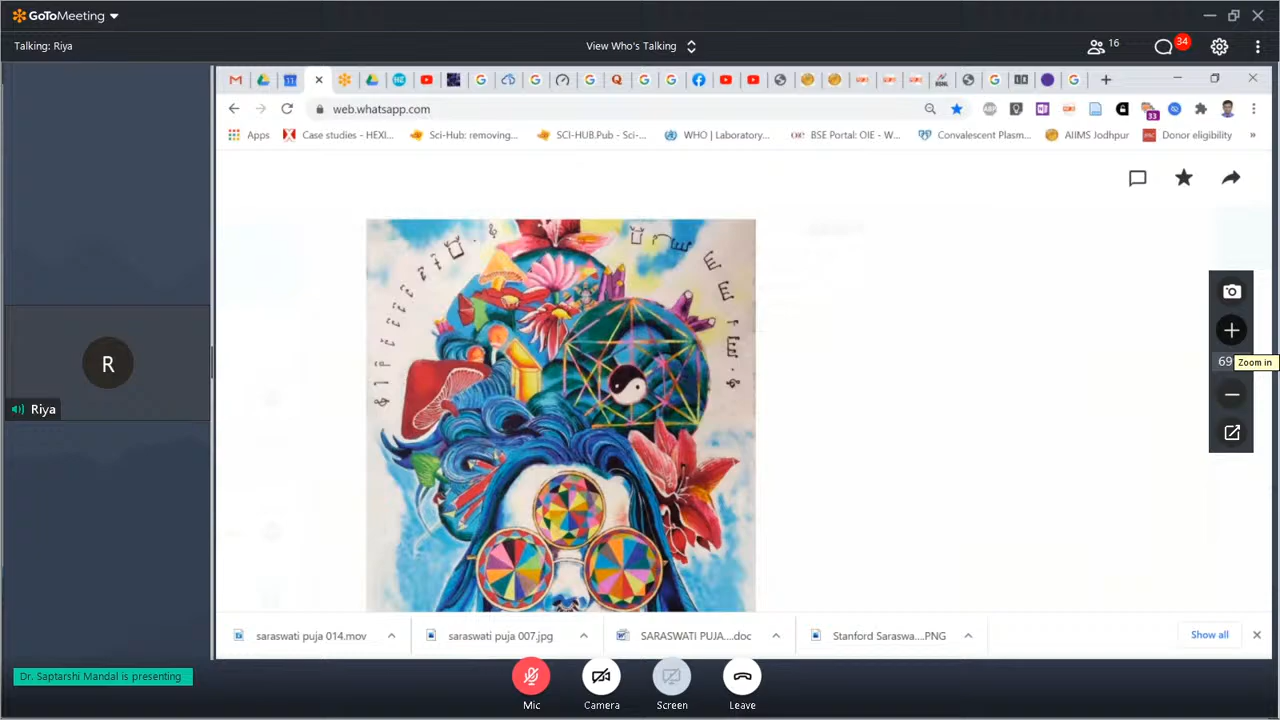 GoToMeeting
Talking: Riya
View Who's Talking
16
34
web.whatsapp.com
33
Apps
Case studies - HEXI...
Sci-Hub: removing...
SCI-HUB.Pub - Sci-...
WHO | Laboratory...
BSE Portal: OIE - W...
Convalescent Plasm...
AIIMS Jodhpur
Donor eligibility
»
69
Zoom in
R
Riya
saraswati puja 014.mov
saraswati puja 007.jpg
SARASWATI PUJA....doc
Stanford Saraswa....PNG
Show all
Dr. Saptarshi Mandal is presenting
Mic
Camera
Screen
Leave